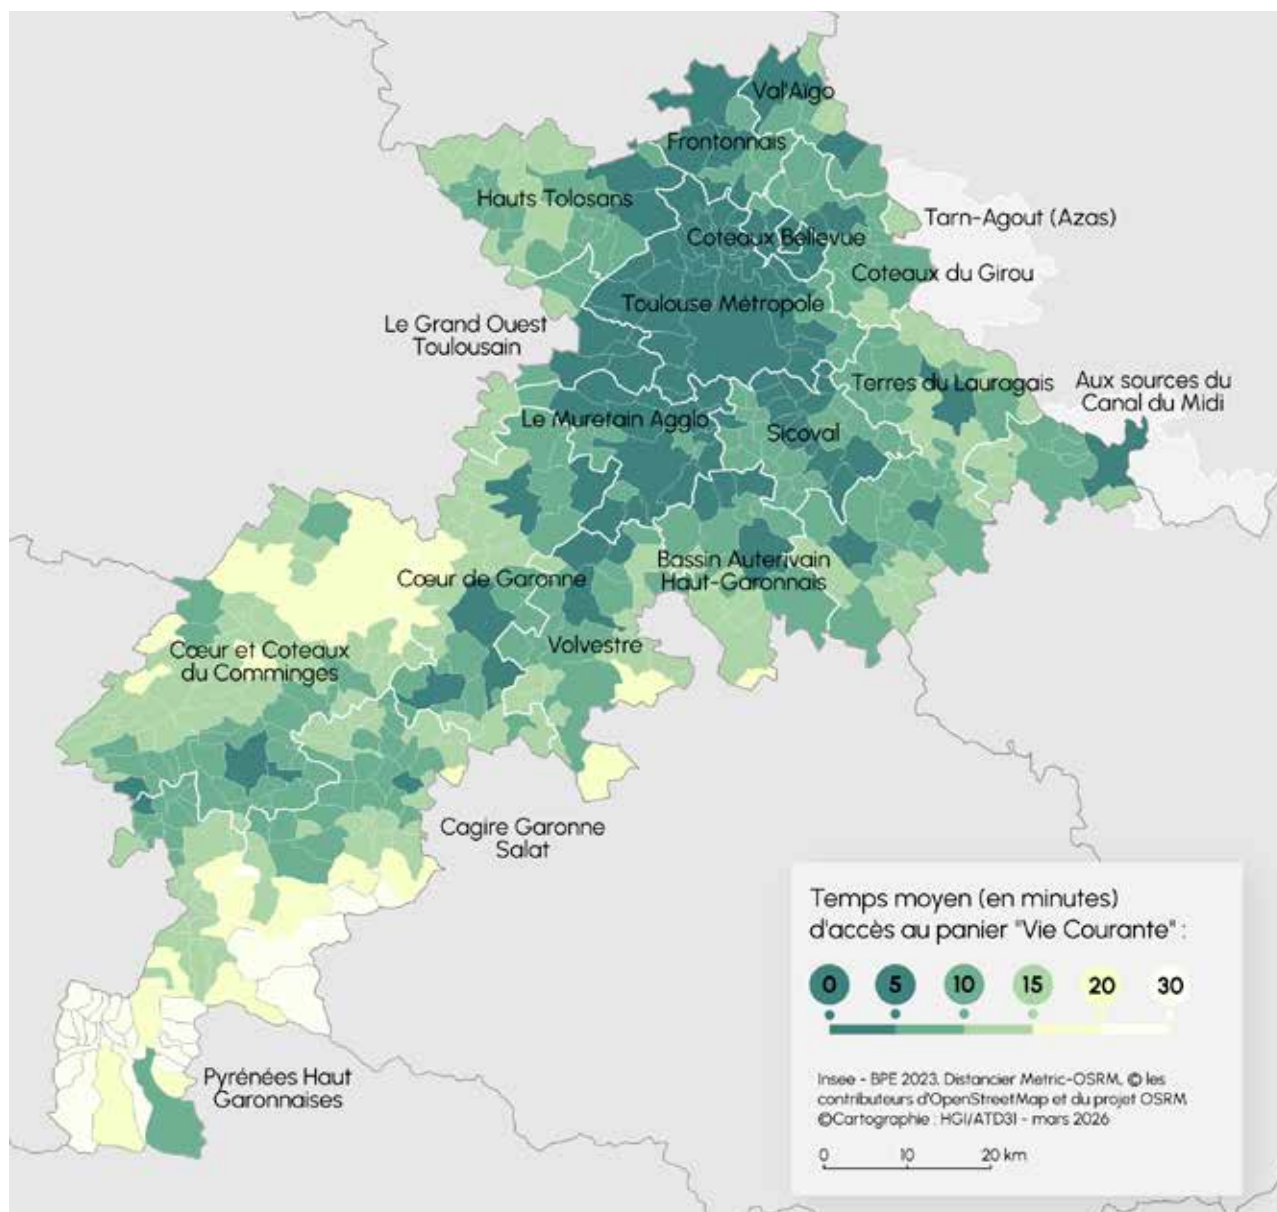 Val'Aïgo
Frontonnais
Hauts Tolosans
Tarn-Agout (Azas)
Coteaux Bellevue
Coteaux du Girou
Toulouse Métropole
Le Grand Ouest
Toulousain
Terres du Lauragais
Aux sources du
Canal du Midi
Le Muretain Agglo
Sicoval
Bassin Auterivain
Haut-Garonnais
Cœur de Garonne
Volvestre
Cœur et Coteaux
du Comminges
Cagire Garonne
Salat
Pyrénées Haut
Garonnaises
Temps moyen (en minutes)
d'accès au panier "Vie Courante" :
0 5 10 15 20 30
Insee - BPE 2023, Distancier Metric-OSRM, © les
contributeurs d'OpenStreetMap et du projet OSRM
©Cartographie : HGI/ATD31 - mars 2026
0 10 20 km